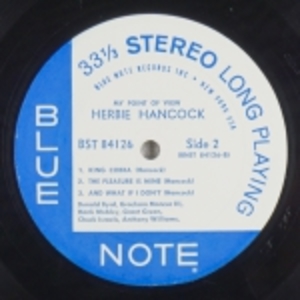 33⅓ STEREO LONG PLAYING
BLUE NOTE RECORDS INC • NEW YORK USA
MY POINT OF VIEW
HERBIE HANCOCK
BST 84126
Side 2
(BNST 84126-B)
1. KING COBRA (Hancock)
2. THE PLEASURE IS MINE (Hancock)
3. AND WHAT IF I DON'T (Hancock)
Donald Byrd, Grachan Moncur III,
Hank Mobley, Grant Green,
Chuck Israels, Anthony Williams,
BLUE
NOTE